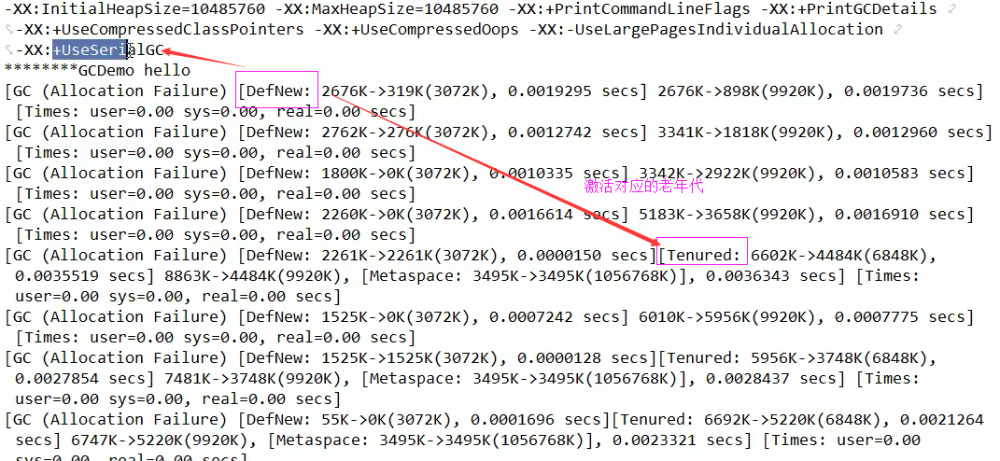 -XX:InitialHeapSize=10485760 -XX:MaxHeapSize=10485760 -XX:+PrintCommandLineFlags -XX:+PrintGCDetails
-XX:+UseCompressedClassPointers -XX:+UseCompressedOops -XX:-UseLargePagesIndividualAllocation
-XX:+UseSerialGC
********GCDemo hello
[GC (Allocation Failure) [DefNew: 2676K->319K(3072K), 0.0019295 secs] 2676K->898K(9920K), 0.0019736 secs]
[Times: user=0.00 sys=0.00, real=0.00 secs]
[GC (Allocation Failure) [DefNew: 2762K->276K(3072K), 0.0012742 secs] 3341K->1818K(9920K), 0.0012960 secs]
[Times: user=0.00 sys=0.00, real=0.00 secs]
[GC (Allocation Failure) [DefNew: 1800K->0K(3072K), 0.0010335 secs] 3342K->2922K(9920K), 0.0010583 secs]
[Times: user=0.00 sys=0.00, real=0.00 secs]
激活对应的老年代
[GC (Allocation Failure) [DefNew: 2260K->0K(3072K), 0.0016614 secs] 5183K->3658K(9920K), 0.0016910 secs]
[Times: user=0.00 sys=0.00, real=0.00 secs]
[GC (Allocation Failure) [DefNew: 2261K->2261K(3072K), 0.0000150 secs][Tenured: 6602K->4484K(6848K),
0.0035519 secs] 8863K->4484K(9920K), [Metaspace: 3495K->3495K(1056768K)], 0.0036343 secs] [Times:
user=0.00 sys=0.00, real=0.00 secs]
[GC (Allocation Failure) [DefNew: 1525K->0K(3072K), 0.0007242 secs] 6010K->5956K(9920K), 0.0007775 secs]
[Times: user=0.00 sys=0.00, real=0.00 secs]
[GC (Allocation Failure) [DefNew: 1525K->1525K(3072K), 0.0000128 secs][Tenured: 5956K->3748K(6848K),
0.0027854 secs] 7481K->3748K(9920K), [Metaspace: 3495K->3495K(1056768K)], 0.0028437 secs] [Times:
user=0.00 sys=0.00, real=0.00 secs]
[GC (Allocation Failure) [DefNew: 55K->0K(3072K), 0.0001696 secs][Tenured: 6692K->5220K(6848K), 0.0021264
secs] 6747K->5220K(9920K), [Metaspace: 3495K->3495K(1056768K)], 0.0023321 secs] [Times: user=0.00
sys=0.00, real=0.00 secs]